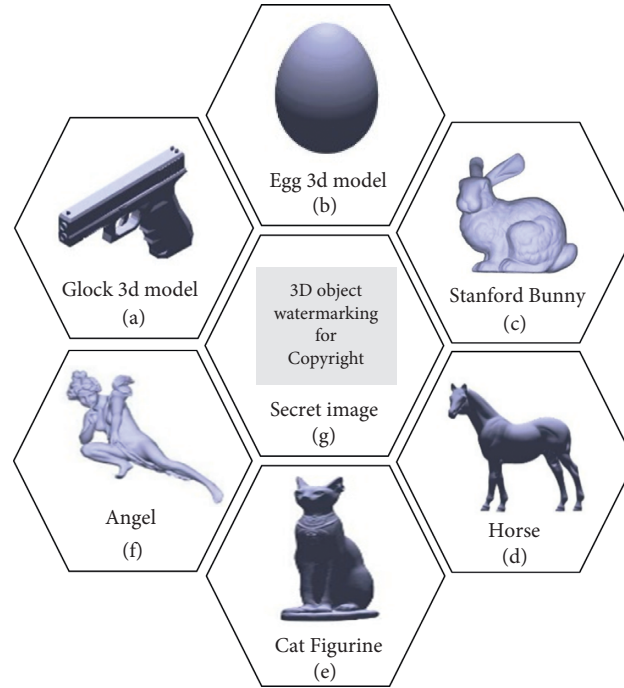 Egg 3d model
(b)
Glock 3d model
(a)
Stanford Bunny
(c)
3D object
watermarking
for
Copyright
Secret image
(g)
Angel
(f)
Horse
(d)
Cat Figurine
(e)